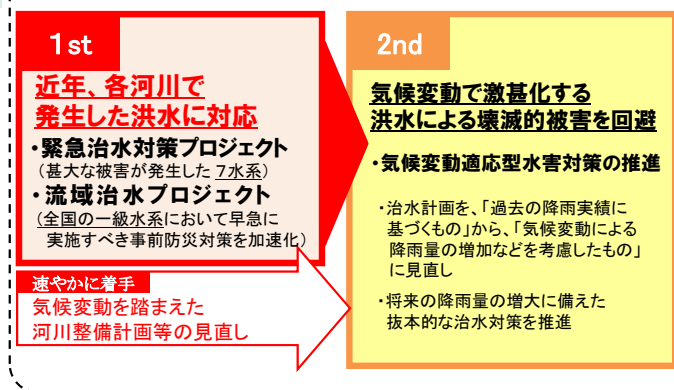 1st
近年、各河川で
発生した洪水に対応
・緊急治水対策プロジェクト
（甚大な被害が発生した 7水系）
・流域治水プロジェクト
（全国の一級水系において早急に
実施すべき事前防災対策を加速化）
速やかに着手
気候変動を踏まえた
河川整備計画等の見直し
2nd
気候変動で激甚化する
洪水による壊滅的被害を回避
・気候変動適応型水害対策の推進
・治水計画を、「過去の降雨実績に
基づくもの」から、「気候変動による
降雨量の増加などを考慮したもの」
に見直し
・将来の降雨量の増大に備えた
抜本的な治水対策を推進